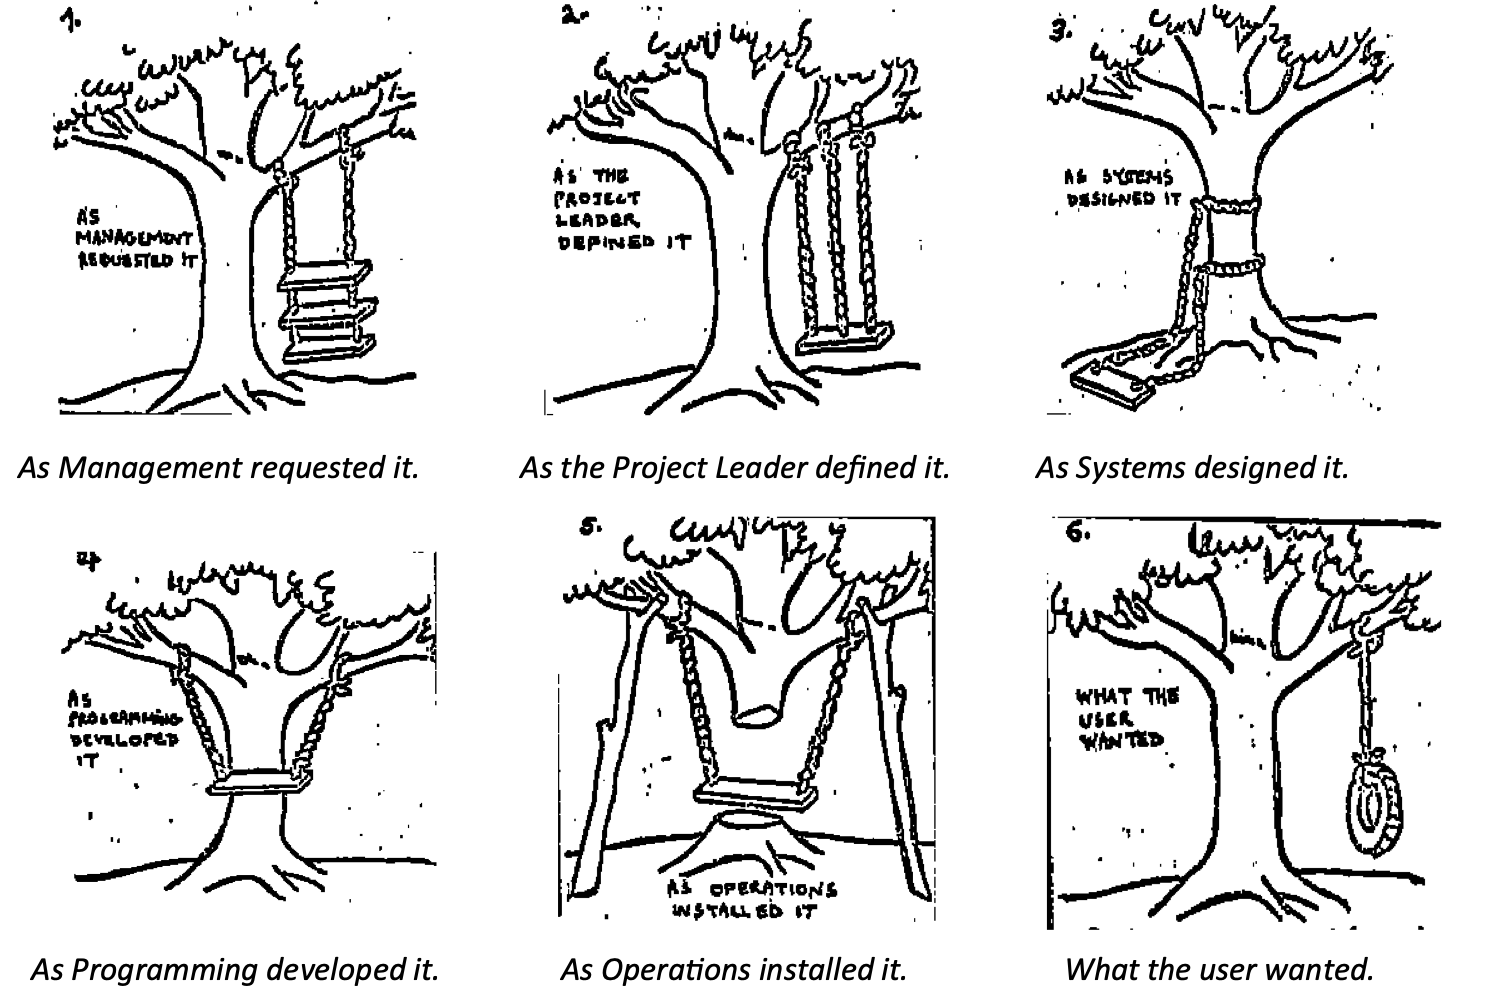 1.
AS
MANAGEMENT
REQUESTED IT
As Management requested it.
2.
AS THE
PROJECT
LEADER
DEFINED IT
As the Project Leader defined it.
3.
AS SYSTEMS
DESIGNED IT
As Systems designed it.
4
AS
PROGRAMMING
DEVELOPED
IT
As Programming developed it.
5.
AS OPERATIONS
INSTALLED IT
As Operations installed it.
6.
WHAT THE
USER
WANTED
What the user wanted.